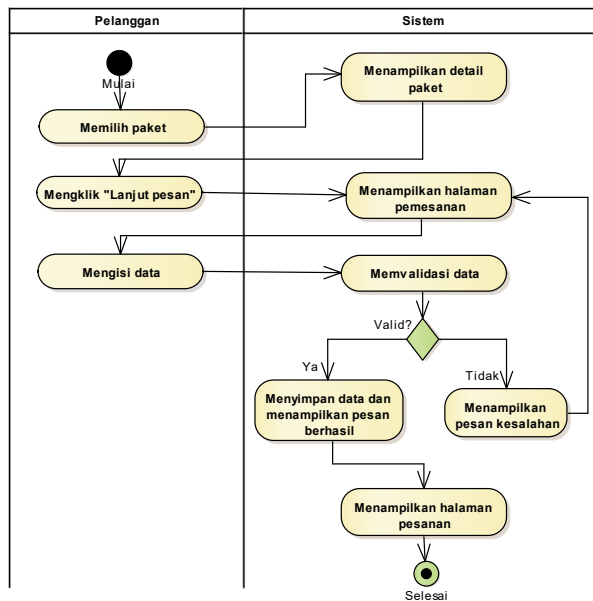 Pelanggan
Sistem
Mulai
Memilih paket
Menampilkan detail
paket
Mengklik "Lanjut pesan"
Menampilkan halaman
pemesanan
Mengisi data
Memvalidasi data
Valid?
Ya
Tidak
Menyimpan data dan
menampilkan pesan
berhasil
Menampilkan
pesan kesalahan
Menampilkan halaman
pesanan
Selesai